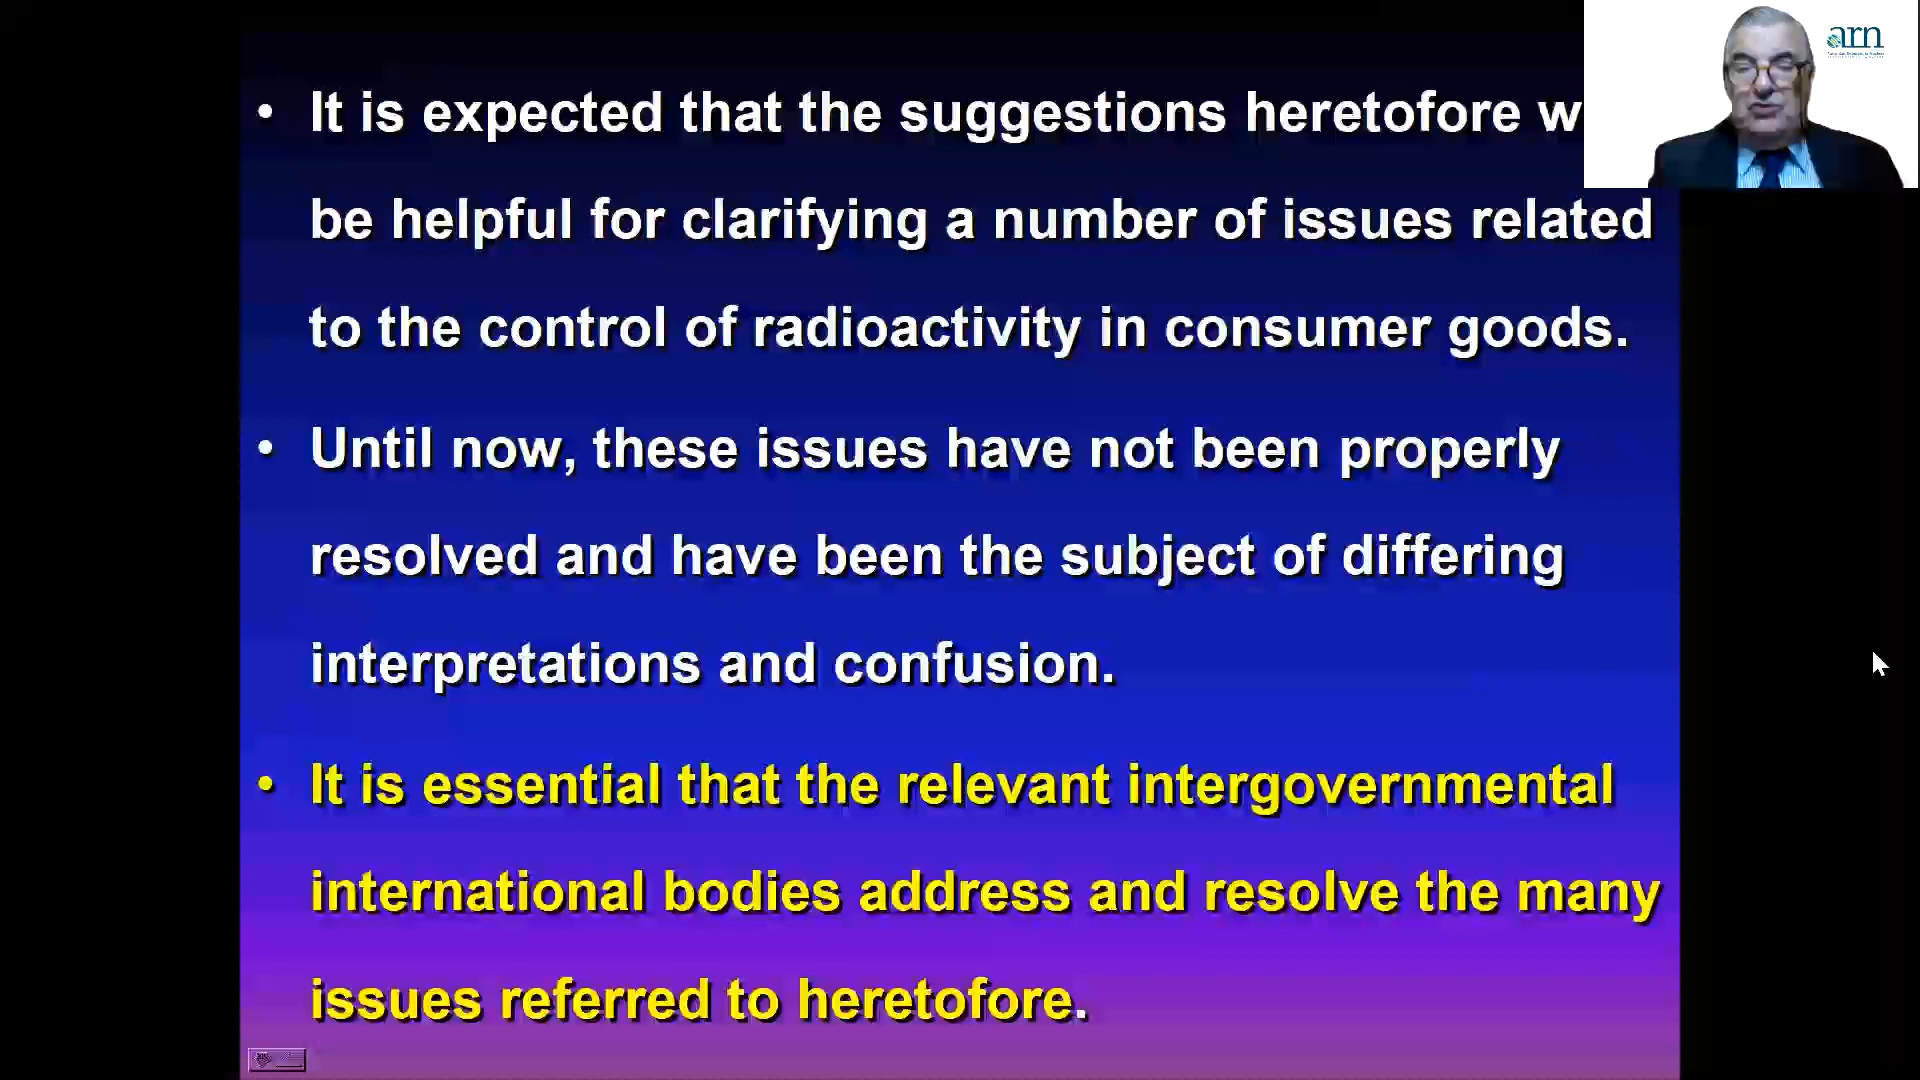 • It is expected that the suggestions heretofore w
be helpful for clarifying a number of issues related
to the control of radioactivity in consumer goods.
• Until now, these issues have not been properly
resolved and have been the subject of differing
interpretations and confusion.
• It is essential that the relevant intergovernmental
international bodies address and resolve the many
issues referred to heretofore.
arn